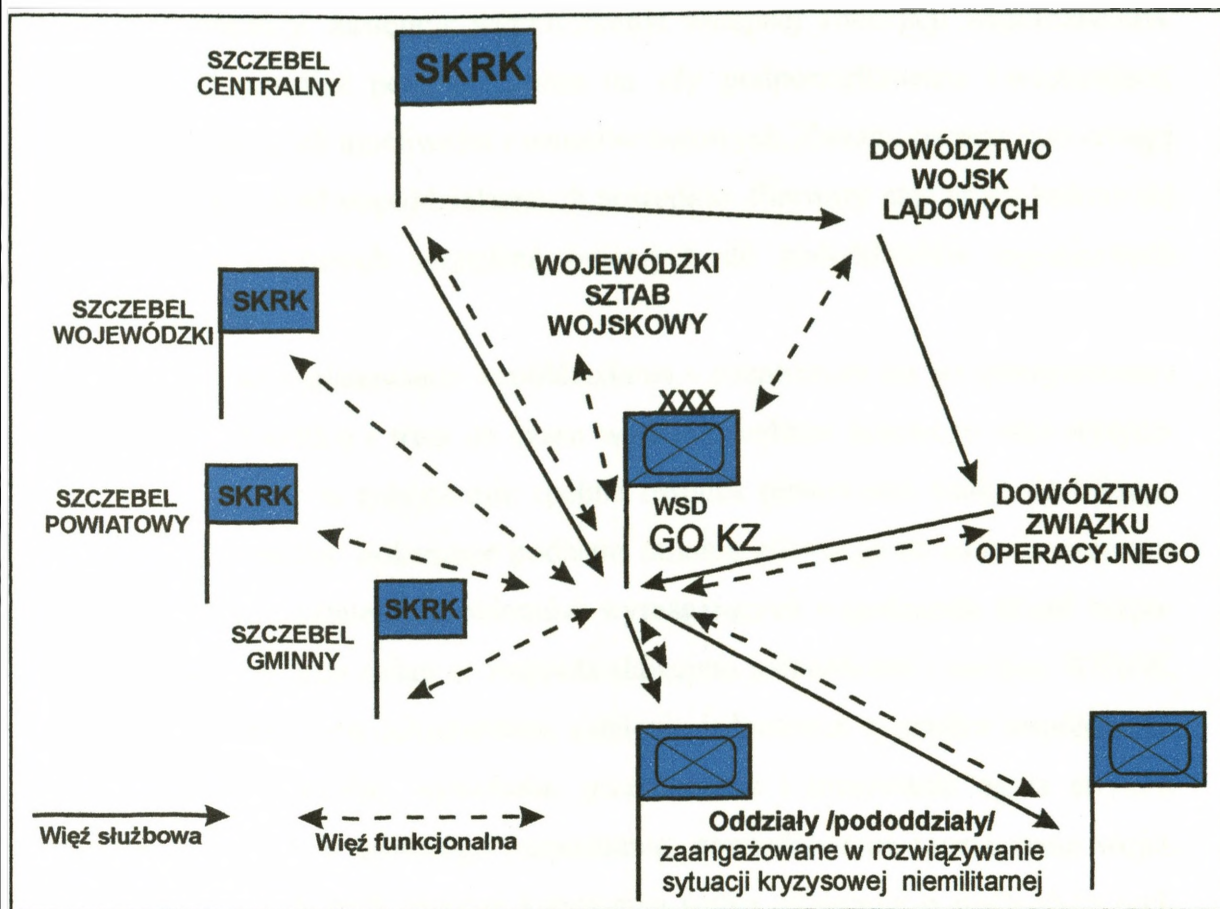 SZCZEBEL
CENTRALNY
SKRK
DOWÓDZTWO
WOJSK
LĄDOWYCH
WOJEWÓDZKI
SZTAB
WOJSKOWY
SZCZEBEL
WOJEWÓDZKI
SKRK
XXX
WSD
GO KZ
SZCZEBEL
POWIATOWY
SKRK
DOWÓDZTWO
ZWIĄZKU
OPERACYJNEGO
SZCZEBEL
GMINNY
SKRK
Więź służbowa
Więź funkcjonalna
Oddziały /pododdziały/
zaangażowane w rozwiązywanie
sytuacji kryzysowej niemilitarnej